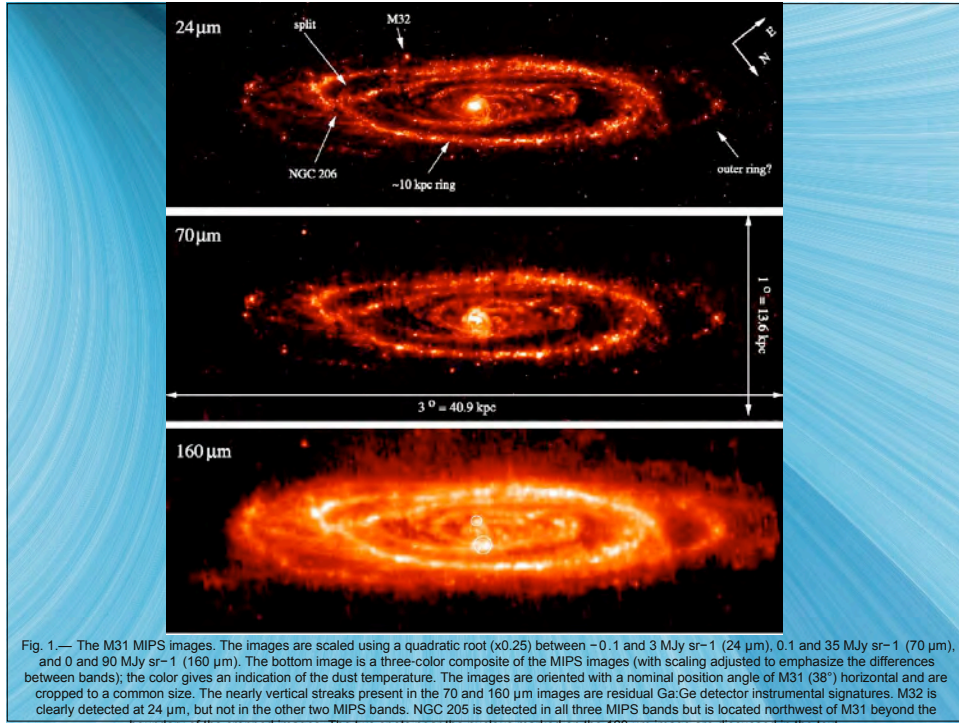 24μm
split
M32
E
N
NGC 206
~10 kpc ring
outer ring?
70 μm
1° = 13.6 kpc
3° = 40.9 kpc
160 μm
Fig. 1.— The M31 MIPS images. The images are scaled using a quadratic root (x0.25) between −0.1 and 3 MJy sr−1 (24 μm), 0.1 and 35 MJy sr−1 (70 μm),
and 0 and 90 MJy sr−1 (160 μm). The bottom image is a three-color composite of the MIPS images (with scaling adjusted to emphasize the differences
between bands); the color gives an indication of the dust temperature. The images are oriented with a nominal position angle of M31 (38°) horizontal and are
cropped to a common size. The nearly vertical streaks present in the 70 and 160 μm images are residual Ga:Ge detector instrumental signatures. M32 is
clearly detected at 24 μm, but not in the other two MIPS bands. NGC 205 is detected in all three MIPS bands but is located northwest of M31 beyond the